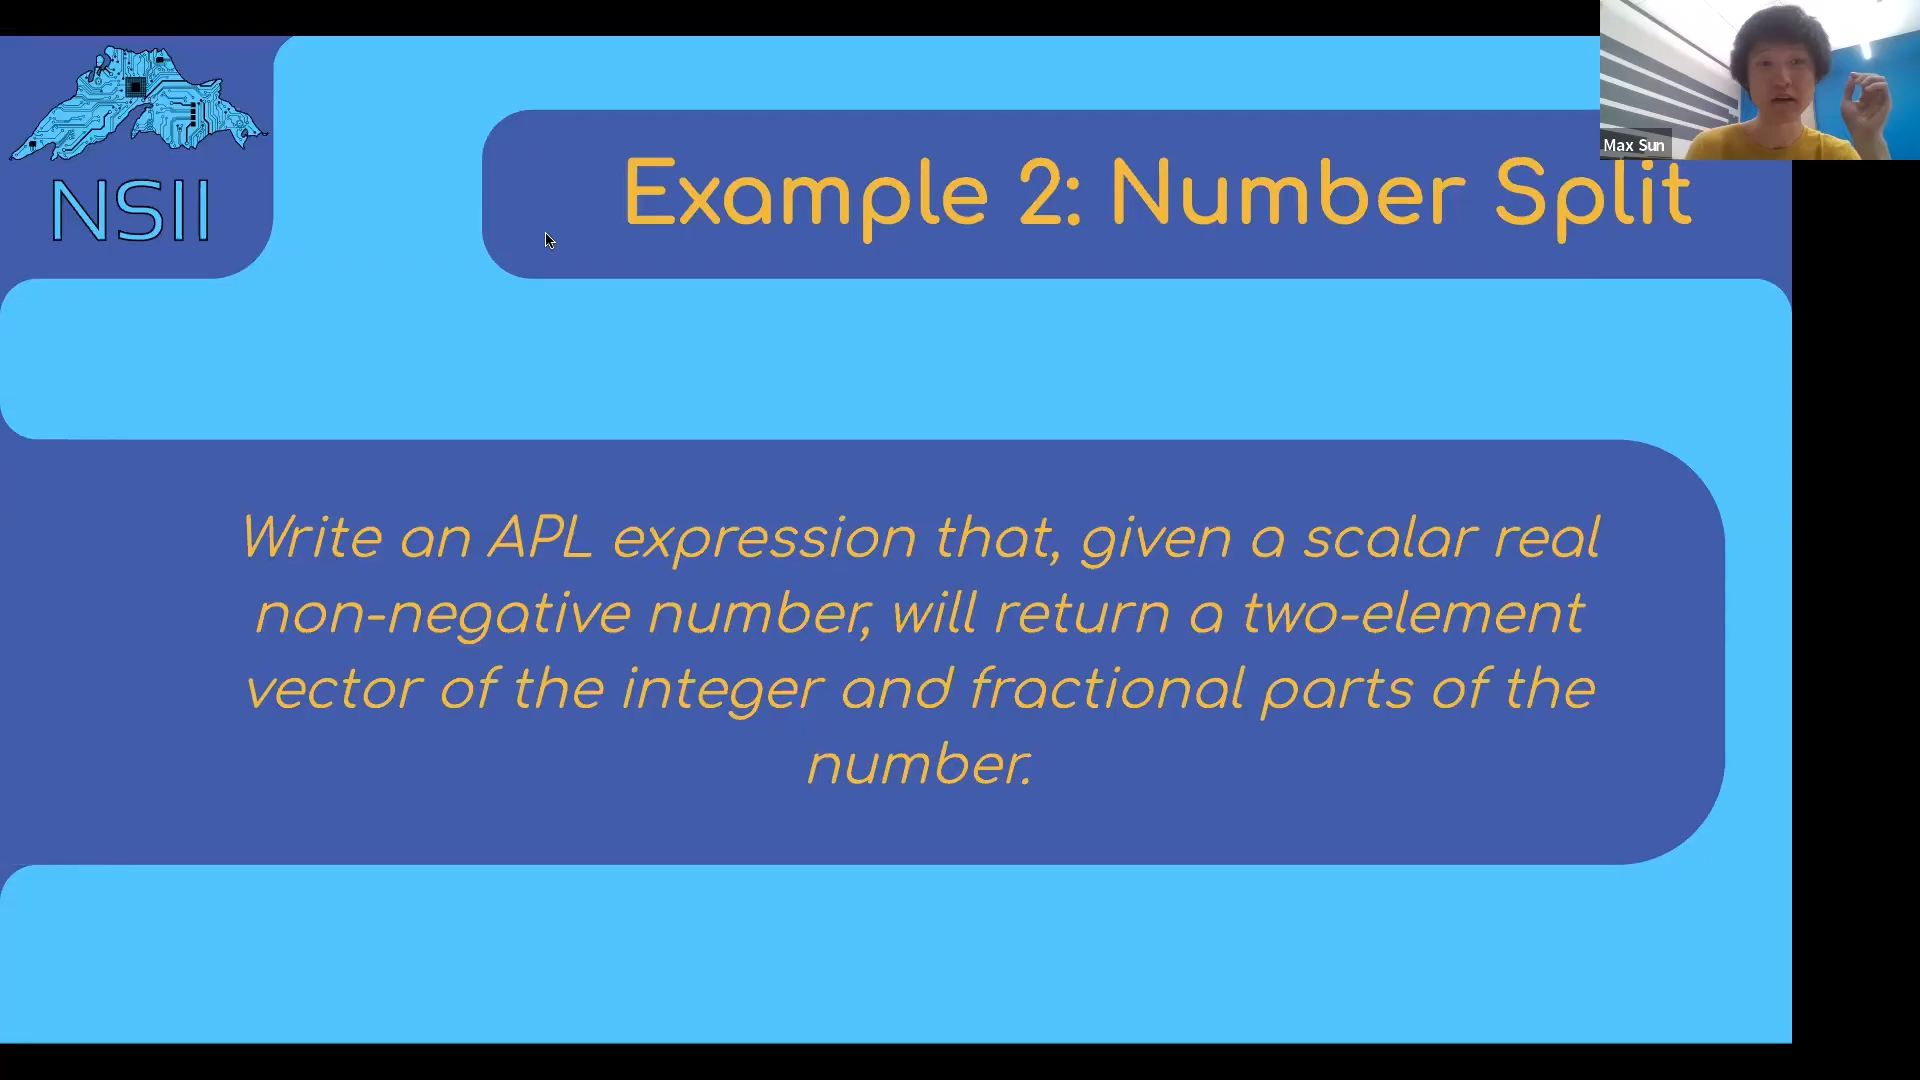 NSII
Example 2: Number Split
Max Sun
Write an APL expression that, given a scalar real
non-negative number, will return a two-element
vector of the integer and fractional parts of the
number.